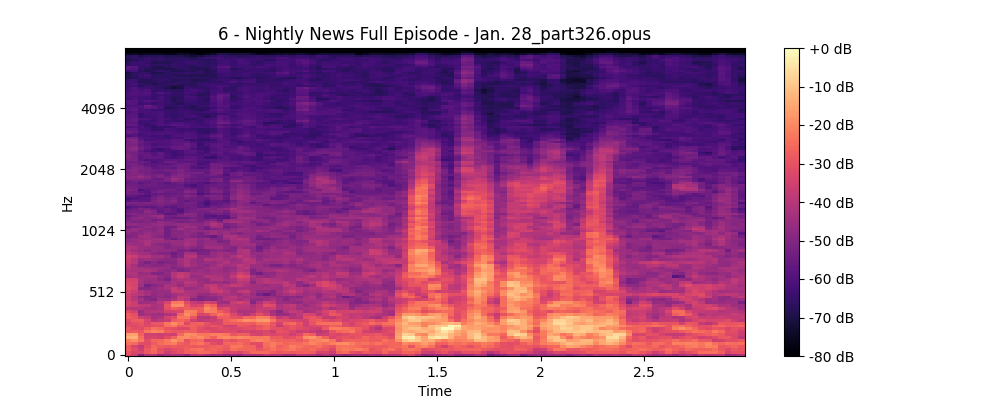 6 - Nightly News Full Episode - Jan. 28_part326.opus
Hz
4096
2048
1024
512
0
0
0.5
1
1.5
2
2.5
Time
+0 dB
-10 dB
-20 dB
-30 dB
-40 dB
-50 dB
-60 dB
-70 dB
-80 dB